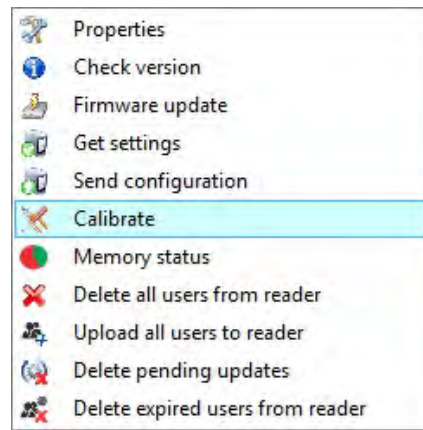 Properties
Check version
Firmware update
Get settings
Send configuration
Calibrate
Memory status
Delete all users from reader
Upload all users to reader
Delete pending updates
Delete expired users from reader